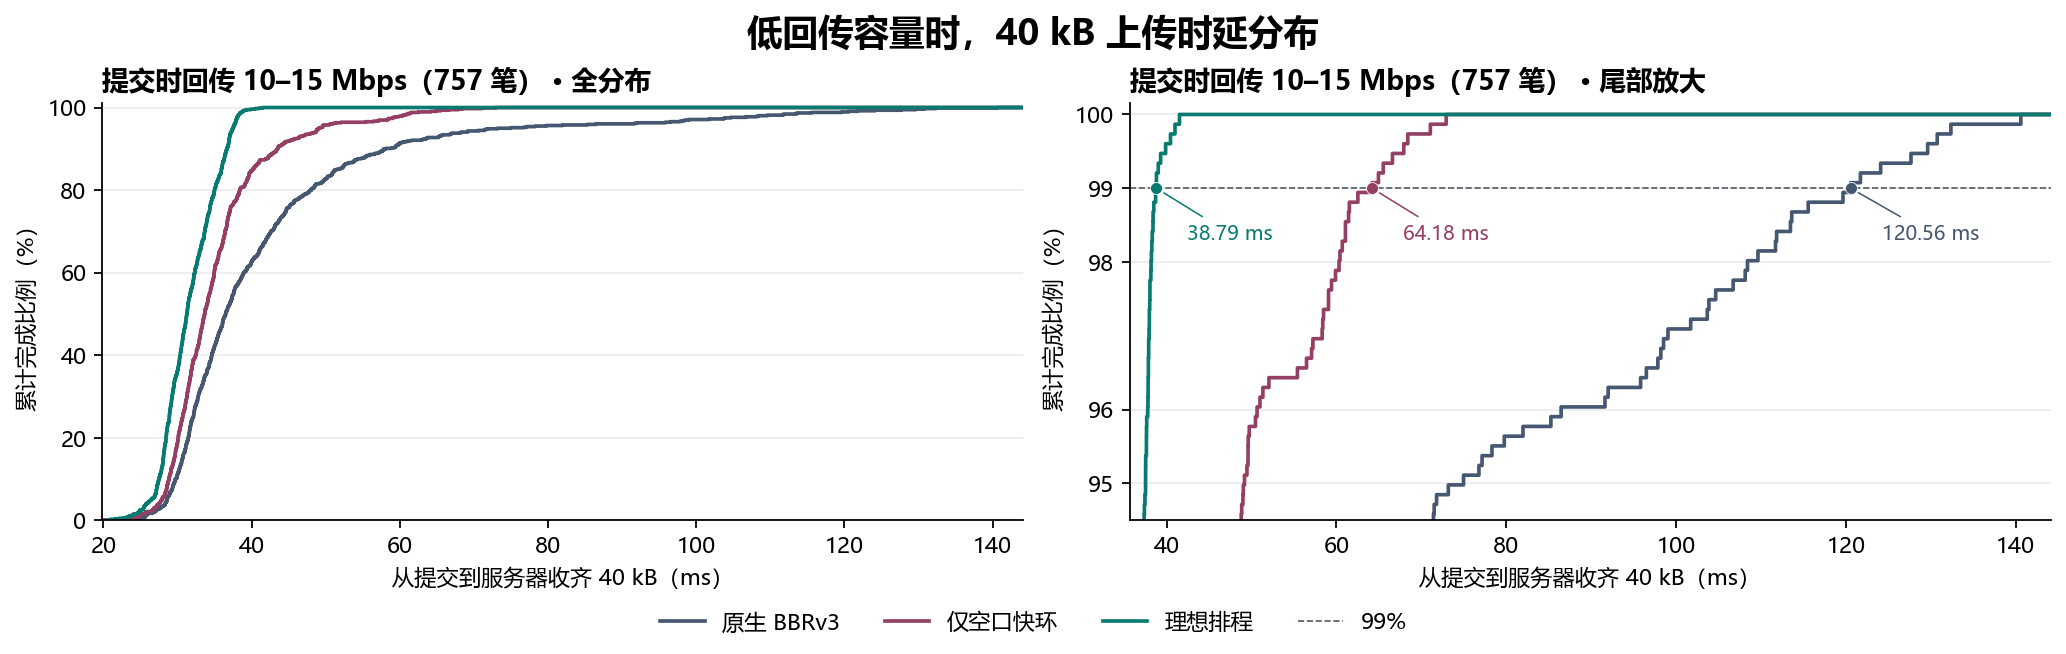 低回传容量时，40 kB 上传时延分布
提交时回传 10–15 Mbps（757 笔）• 全分布
100
80
60
40
20
0
累计完成比例（%）
20 40 60 80 100 120 140
从提交到服务器收齐 40 kB（ms）
提交时回传 10–15 Mbps（757 笔）• 尾部放大
100
99
98
96
95
累计完成比例（%）
38.79 ms 64.18 ms 120.56 ms
40 60 80 100 120 140
从提交到服务器收齐 40 kB（ms）
原生 BBRv3 仅空口快环 理想排程 99%